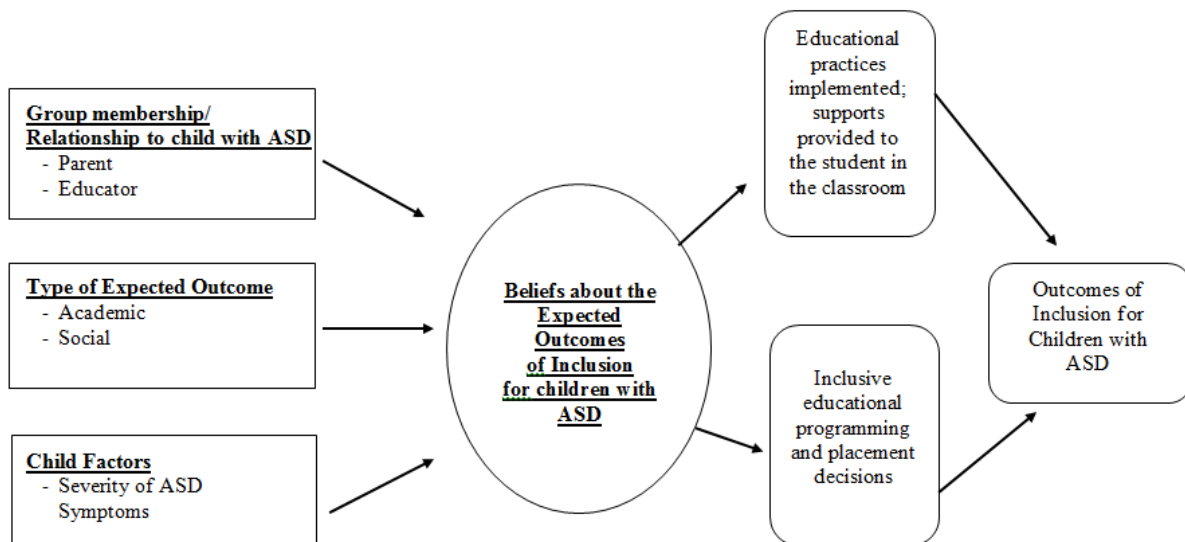 Group membership/
Relationship to child with ASD
- Parent
- Educator
Type of Expected Outcome
- Academic
- Social
Child Factors
- Severity of ASD
Symptoms
Beliefs about the
Expected
Outcomes
of Inclusion
for children with
ASD
Educational
practices
implemented;
supports
provided to
the student in
the classroom
Inclusive
educational
programming
and placement
decisions
Outcomes of
Inclusion for
Children with
ASD